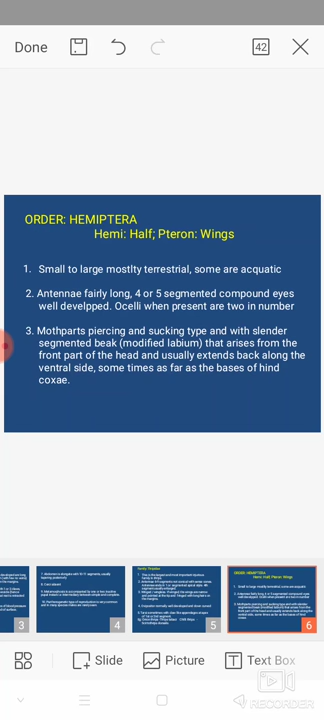 Done
42
ORDER: HEMIPTERA
Hemi: Half; Pteron: Wings
1. Small to large mostlty terrestrial, some are acquatic
2. Antennae fairly long, 4 or 5 segmented compound eyes
well develpped. Ocelli when present are two in number
3. Mothparts piercing and sucking type and with slender
segmented beak (modified labium) that arises from the
front part of the head and usually extends back along the
ventral side, some times as far as the bases of hind
coxae.
3
4
5
6
Slide
Picture
Text Box
RECORDER